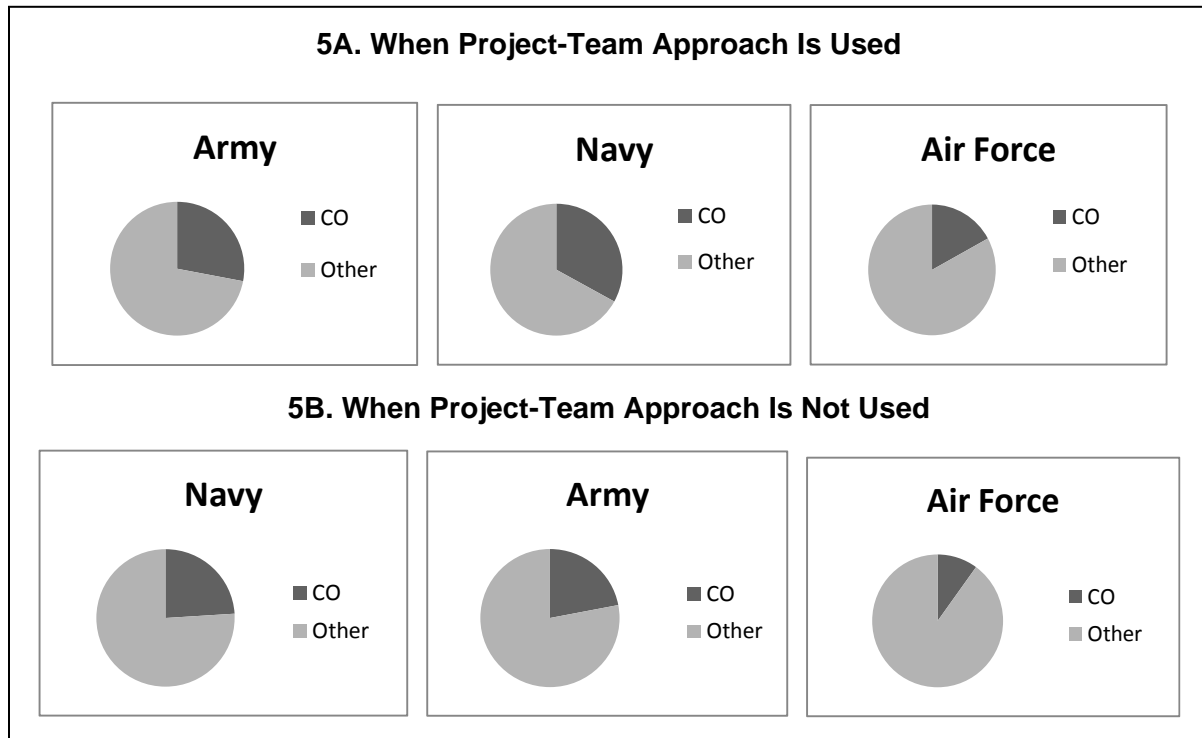 5A. When Project-Team Approach Is Used
Army
CO
Other
Navy
CO
Other
Air Force
CO
Other
5B. When Project-Team Approach Is Not Used
Navy
CO
Other
Army
CO
Other
Air Force
CO
Other